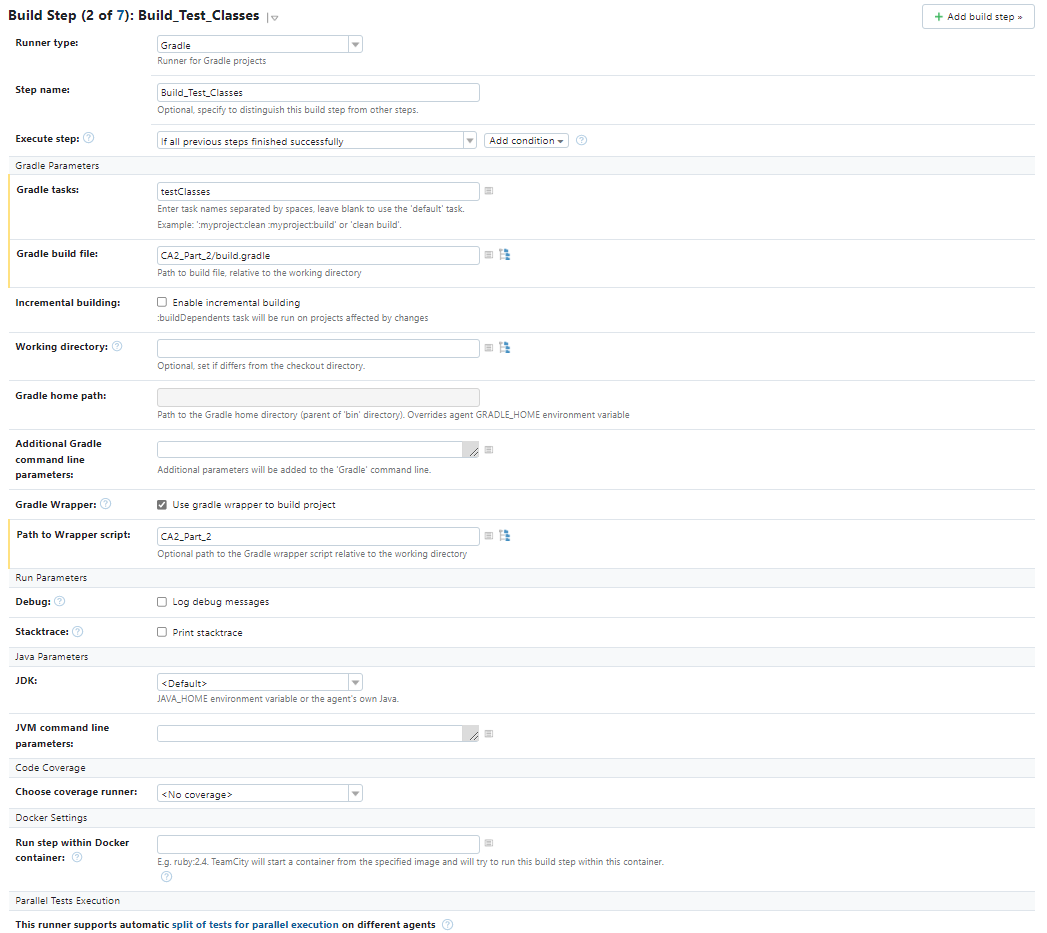 Build Step (2 of 7): Build_Test_Classes
+ Add build step »
Runner type:
Gradle
Runner for Gradle projects
Step name:
Build_Test_Classes
Optional, specify to distinguish this build step from other steps.
Execute step:
If all previous steps finished successfully
Add condition
Gradle Parameters
Gradle tasks:
testClasses
Enter task names separated by spaces, leave blank to use the 'default' task.
Example: ':myproject:clean :myproject:build' or 'clean build'.
Gradle build file:
CA2_Part_2/build.gradle
Path to build file, relative to the working directory
Incremental building:
Enable incremental building
:buildDependents task will be run on projects affected by changes
Working directory:
Optional, set if differs from the checkout directory.
Gradle home path:
Path to the Gradle home directory (parent of 'bin' directory). Overrides agent GRADLE_HOME environment variable
Additional Gradle
command line
parameters:
Additional parameters will be added to the 'Gradle' command line.
Gradle Wrapper:
Use gradle wrapper to build project
Path to Wrapper script:
CA2_Part_2
Optional path to the Gradle wrapper script relative to the working directory
Run Parameters
Debug:
Log debug messages
Stacktrace:
Print stacktrace
Java Parameters
JDK:
<Default>
JAVA_HOME environment variable or the agent's own Java.
JVM command line
parameters:
Code Coverage
Choose coverage runner:
<No coverage>
Docker Settings
Run step within Docker
container:
E.g. ruby:2.4. TeamCity will start a container from the specified image and will try to run this build step within this container.
Parallel Tests Execution
This runner supports automatic split of tests for parallel execution on different agents